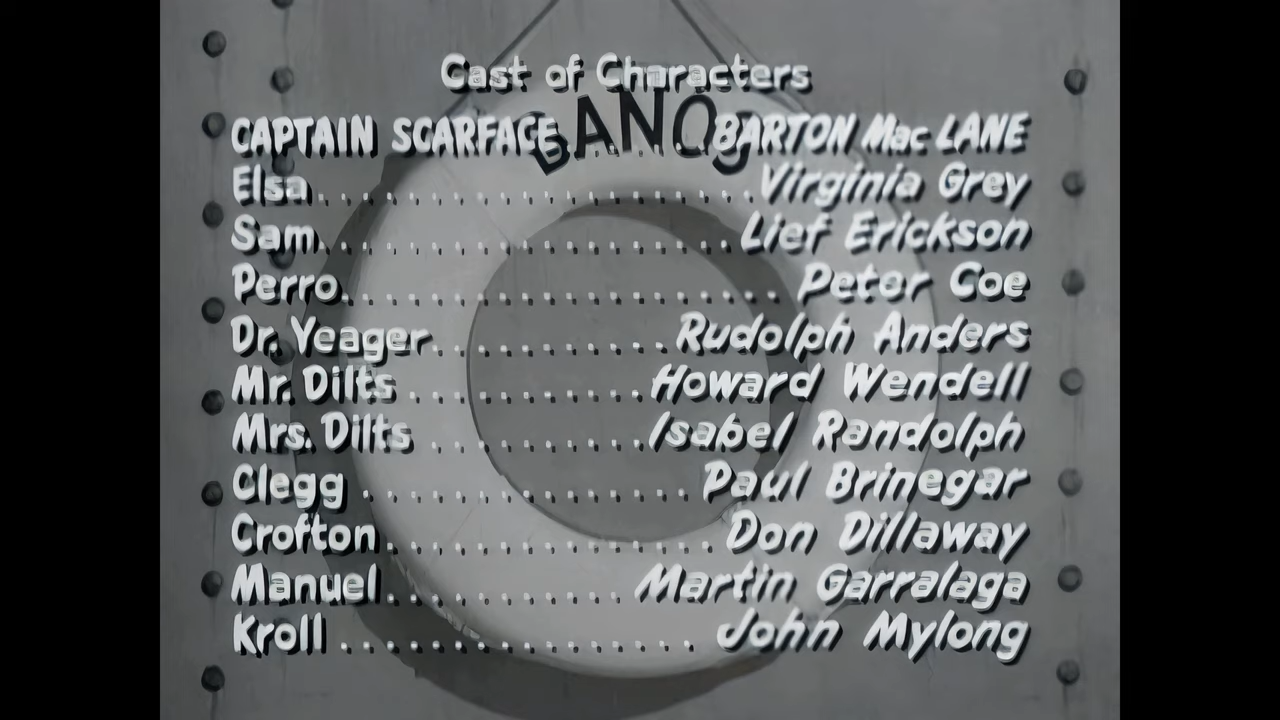 Cast of Characters
BANOS
CAPTAIN SCARFACE.......BARTON Mac LANE
Elsa....................Virginia Grey
Sam...................Lief Erickson
Perro....................Peter Coe
Dr. Yeager...........Rudolph Anders
Mr. Dilts...........Howard Wendell
Mrs. Dilts..........Isabel Randolph
Clegg...............Paul Brinegar
Crofton...............Don Dillaway
Manuel...........Martin Garralaga
Kroll................John Mylong